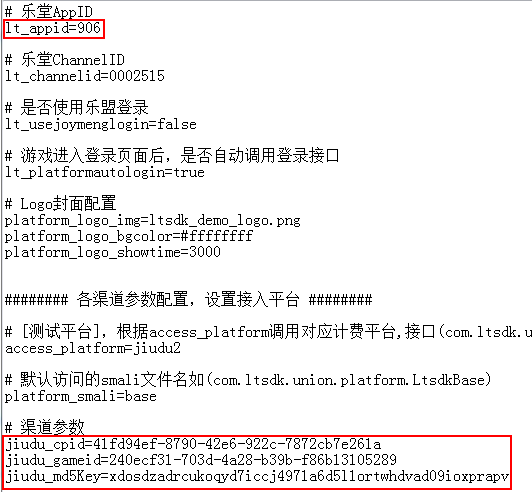 # 乐堂AppID
lt_appid=906
# 乐堂ChannelID
lt_channelid=0002515
# 是否使用乐盟登录
lt_usejoymenglogin=false
# 游戏进入登录页面后，是否自动调用登录接口
lt_platformautologin=true
# Logo封面配置
platform_logo_img=ltsdk_demo_logo.png
platform_logo_bgcolor=#ffffffff
platform_logo_showtime=3000
######## 各渠道参数配置，设置接入平台 ########
# [测试平台]，根据access_platform调用对应计费平台,接口(com.ltsdk.u
access_platform=jiudu2
# 默认访问的smali文件名如(com.ltsdk.union.platform.LtsdkBase)
platform_smali=base
# 渠道参数
jiudu_cpid=41fd94ef-8790-42e6-922c-7872cb7e261a
jiudu_gameid=240ecf31-703d-4a28-b39b-f86b13105289
jiudu_md5Key=xdosdzadrcukoqyd7iccj4971a6d5llortwhdvad09ioxprapv